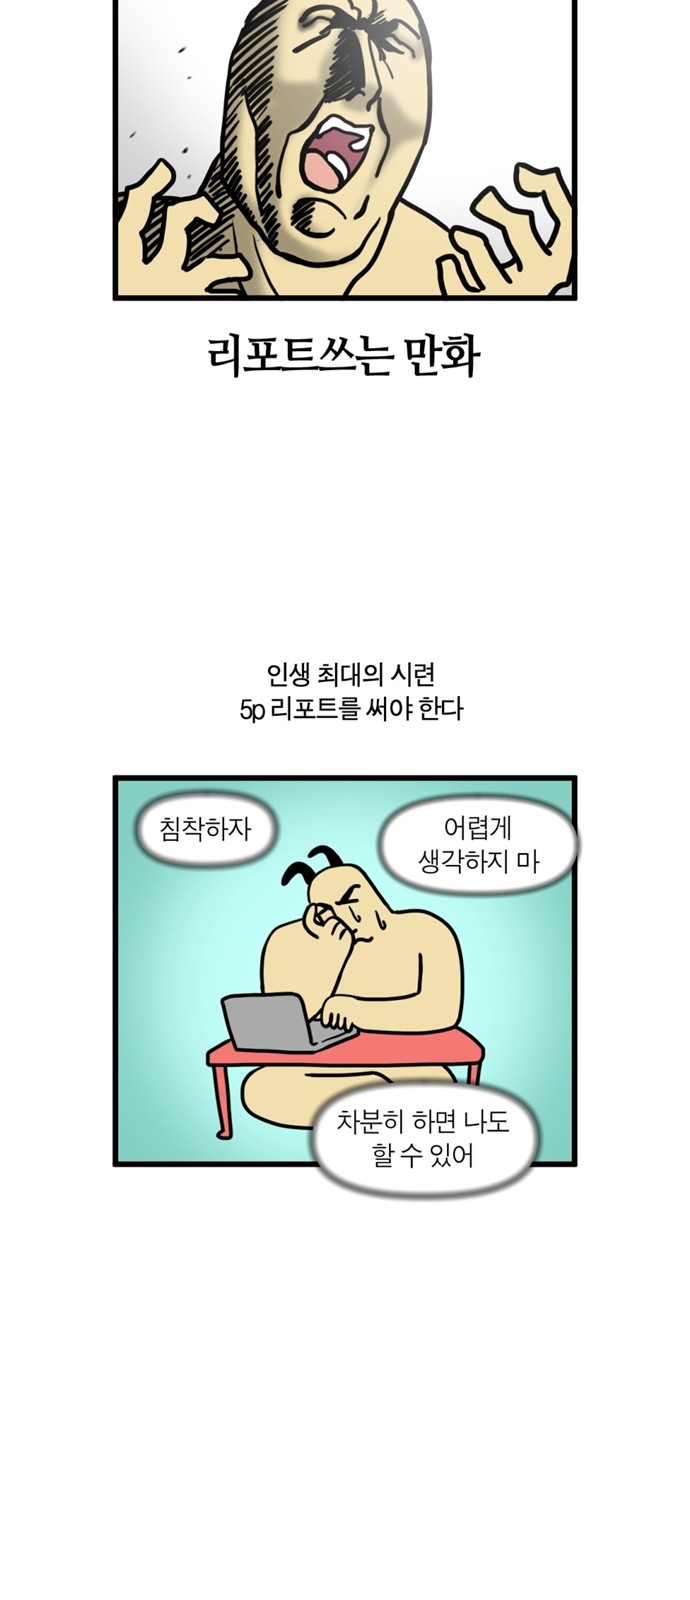 리포트쓰는 만화
인생 최대의 시련
5p 리포트를 써야 한다
침착하자
어렵게
생각하지 마
차분히 하면 나도
할 수 있어